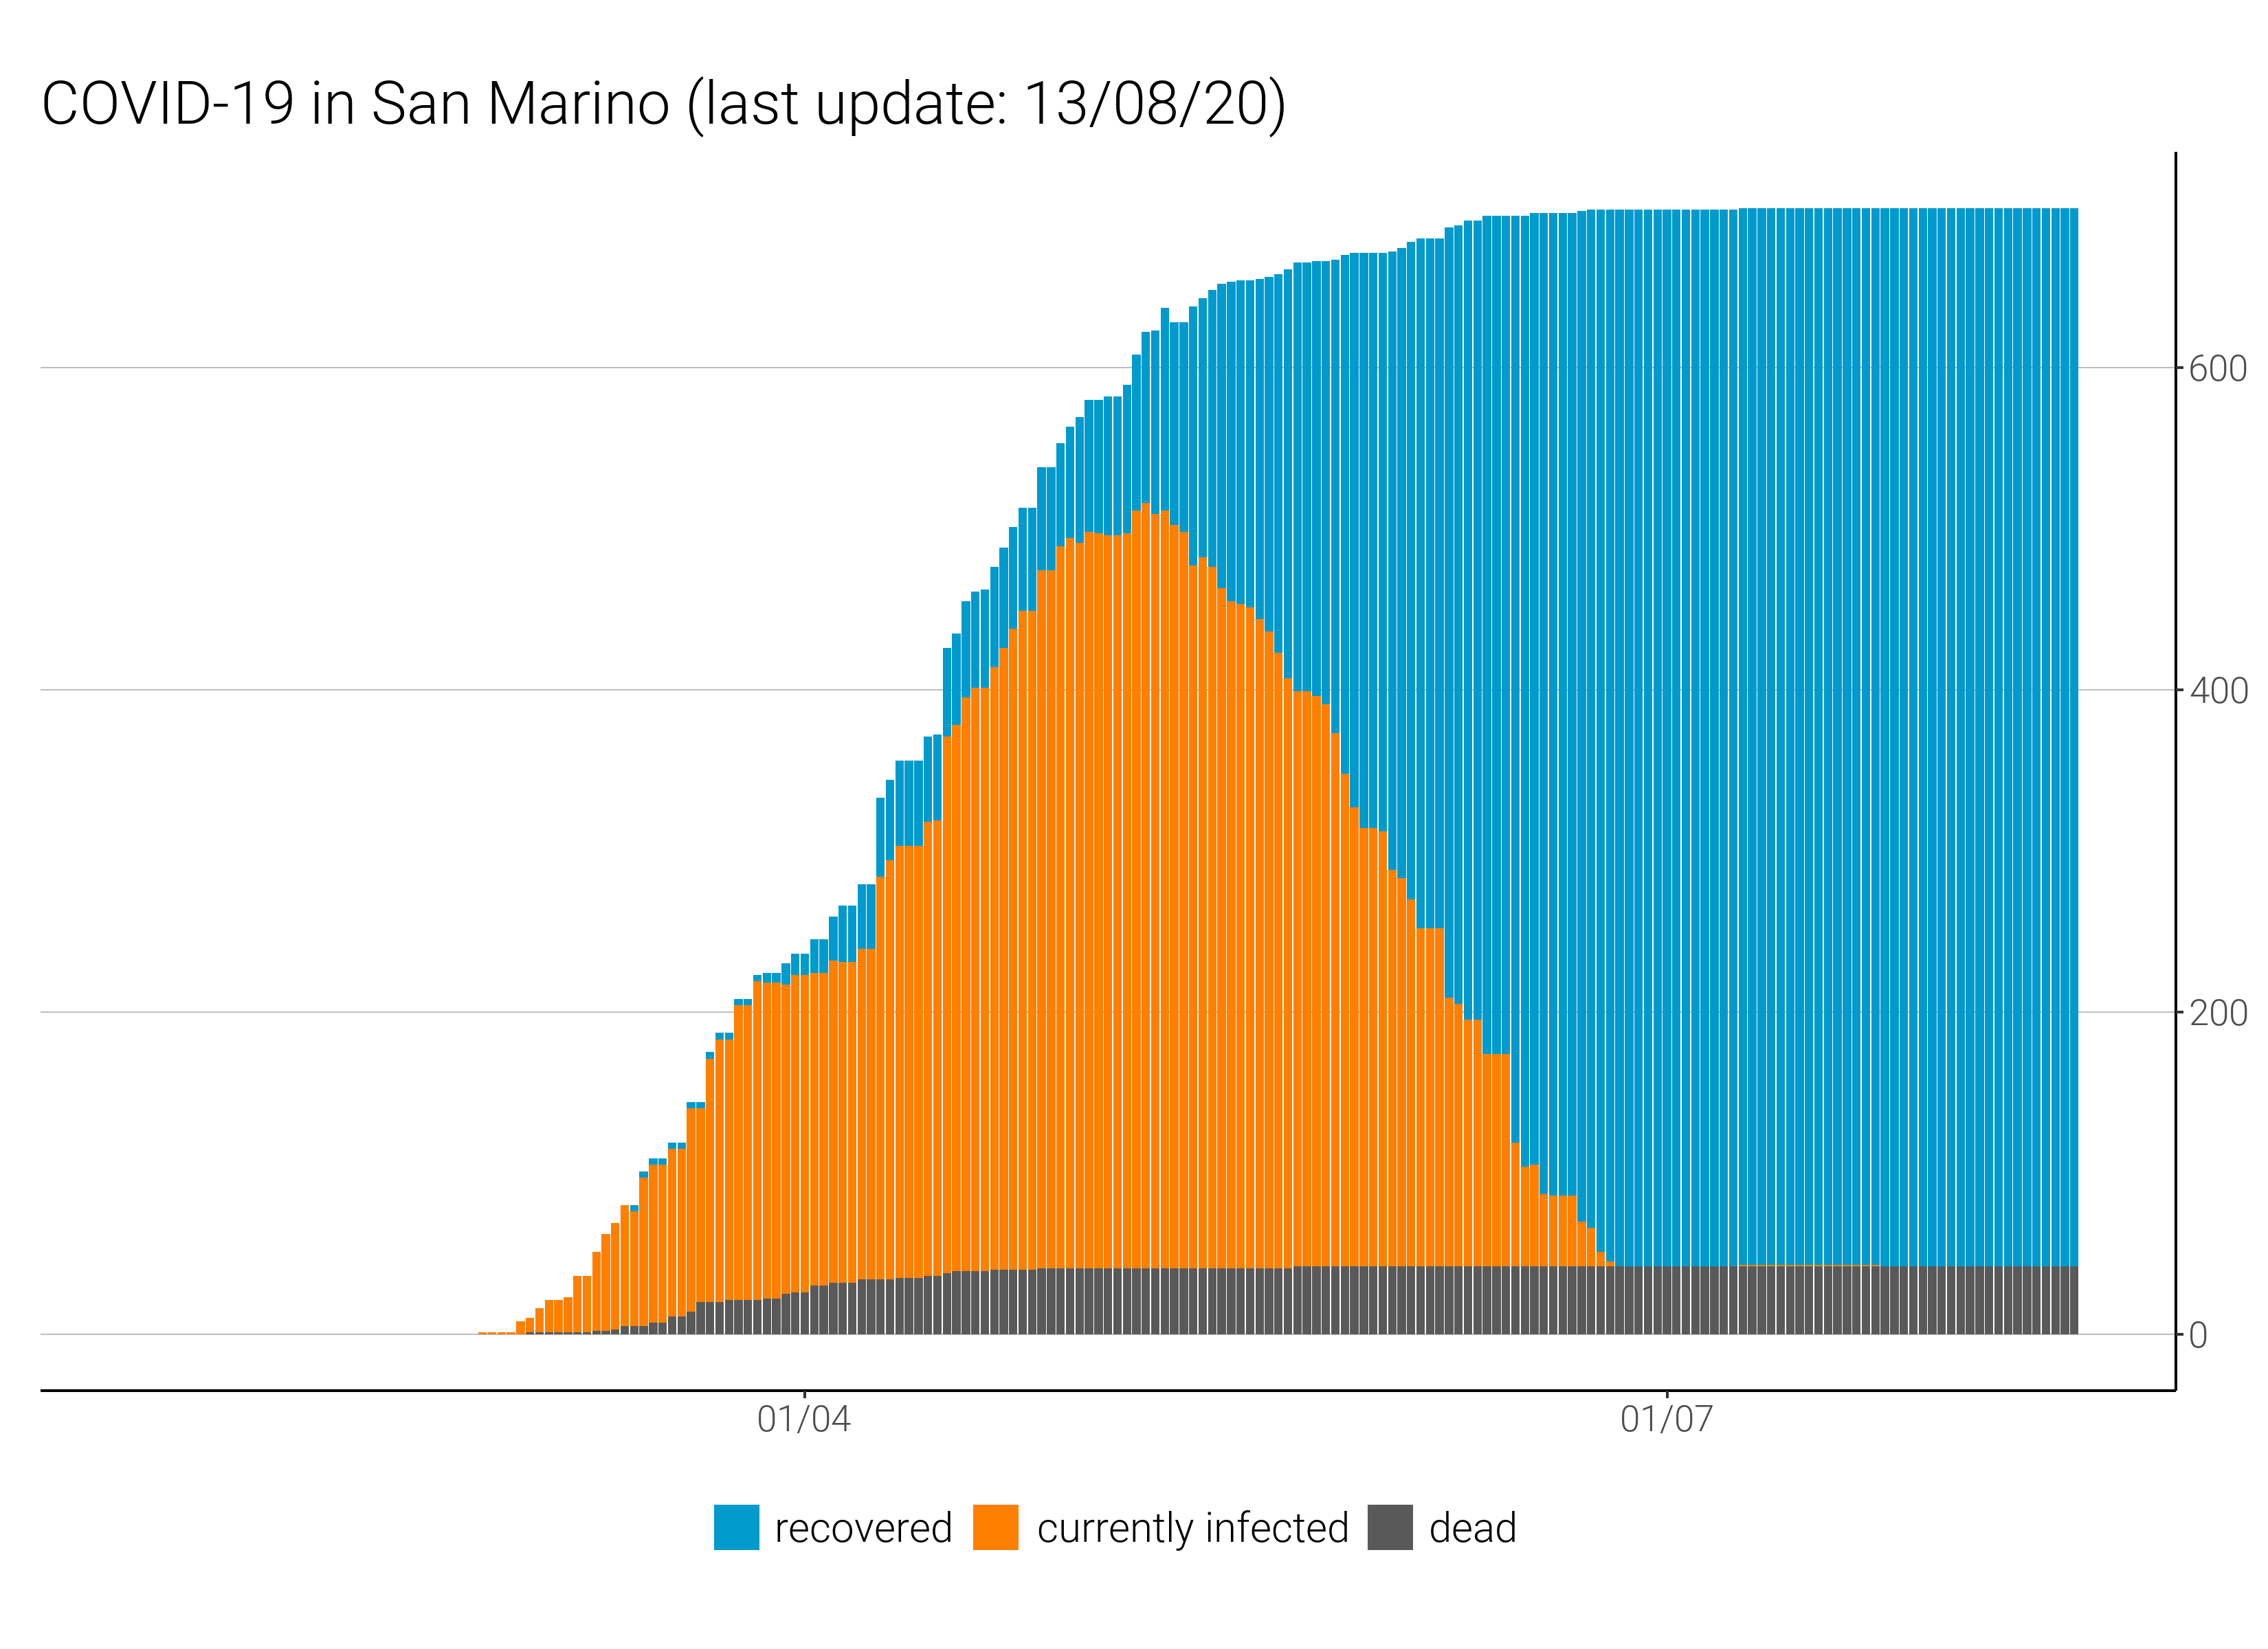 COVID-19 in San Marino (last update: 13/08/20)
600
400
200
0
01/04 01/07
recovered currently infected dead